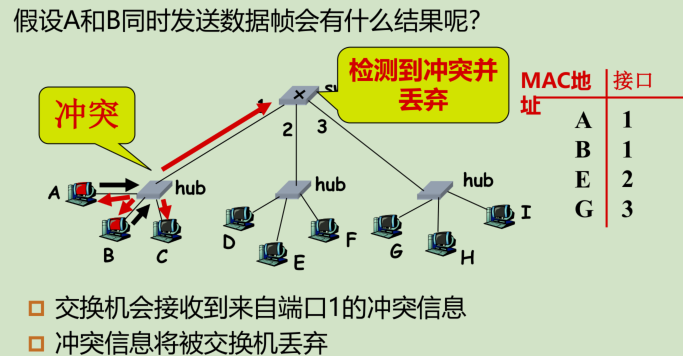 假设A和B同时发送数据帧会有什么结果呢？
检测到冲突并
丢弃
冲突
MAC地
址
接口
A 1
B 1
E 2
G 3
1
2 3
hub
hub
hub
A
B
C
D
E
F
G
H
I
交换机会接收到来自端口1的冲突信息
冲突信息将被交换机丢弃